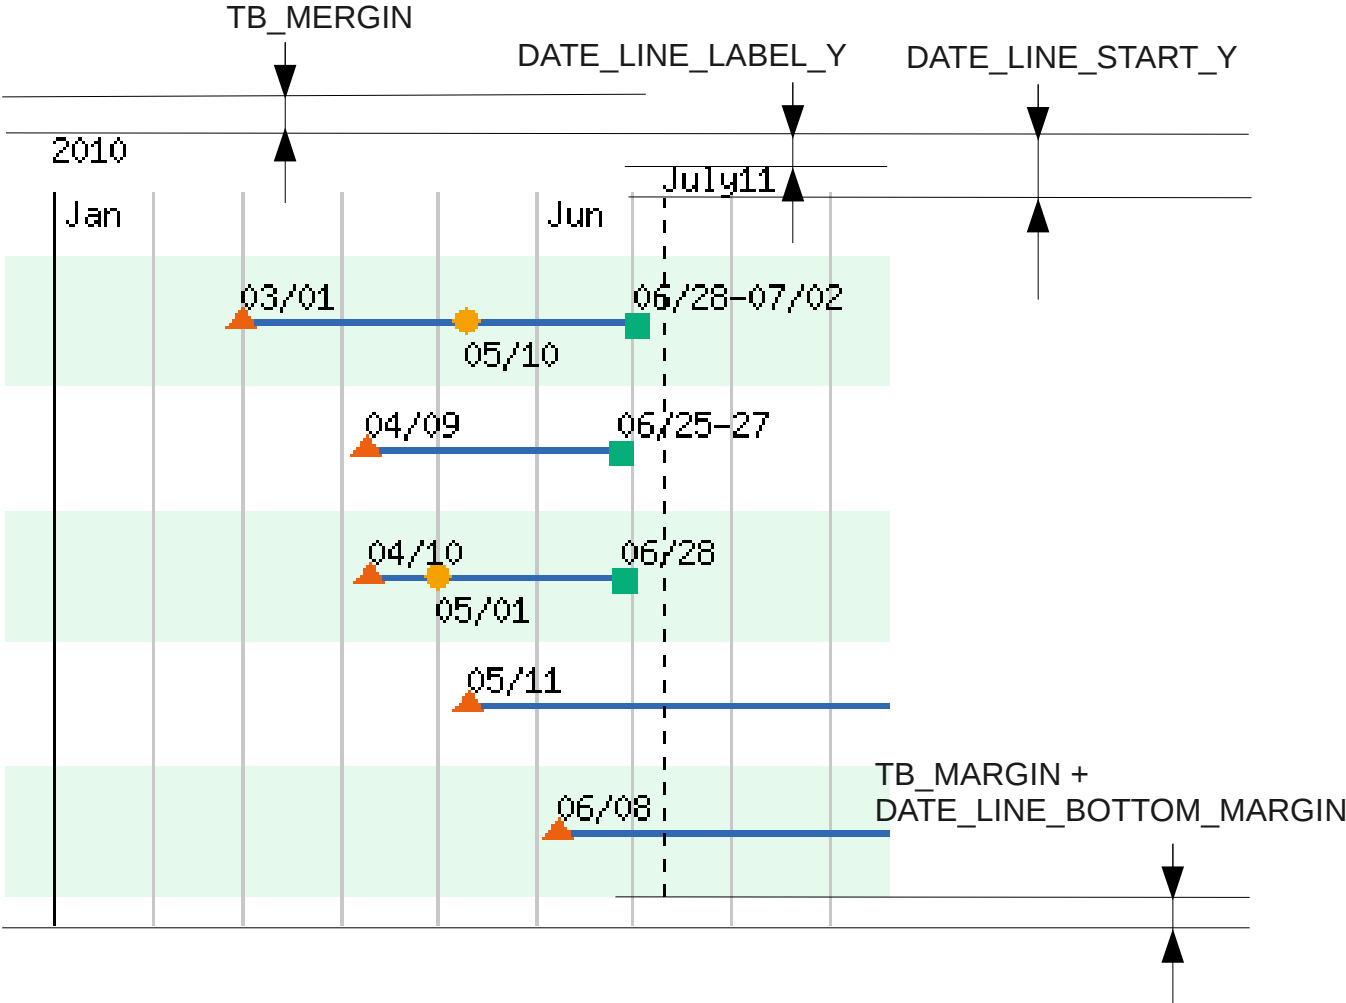 TB_MERGIN
DATE_LINE_LABEL_Y
DATE_LINE_START_Y
2010
July11
Jan
Jun
03/01
06/28-07/02
05/10
04/09
06/25-27
04/10
06/28
05/01
05/11
TB_MARGIN +
DATE_LINE_BOTTOM_MARGIN
06/08